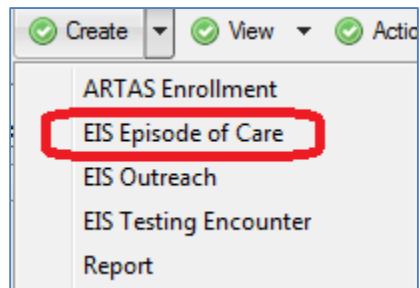 Create View Actio
ARTAS Enrollment
EIS Episode of Care
EIS Outreach
EIS Testing Encounter
Report